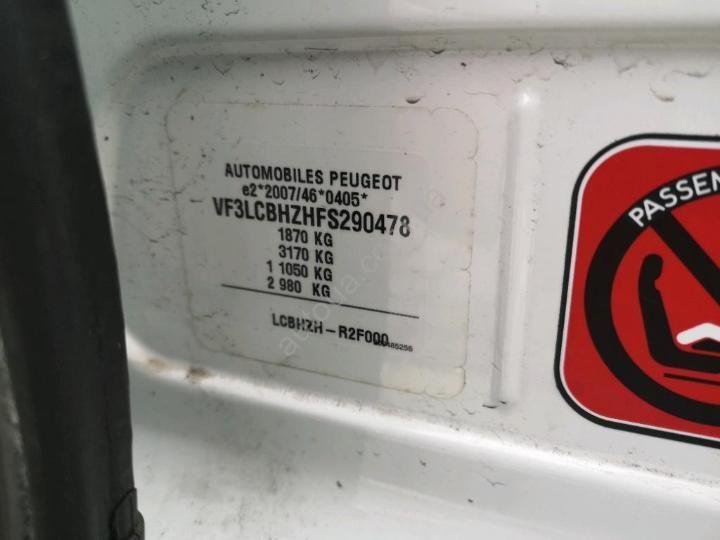 AUTOMOBILES PEUGEOT
e2*2007/46*0405*
VF3LCBHZHFS290478
1870 KG
3170 KG
1 1050 KG
2 980 KG
LCBHZH - R2F000
PASSEN